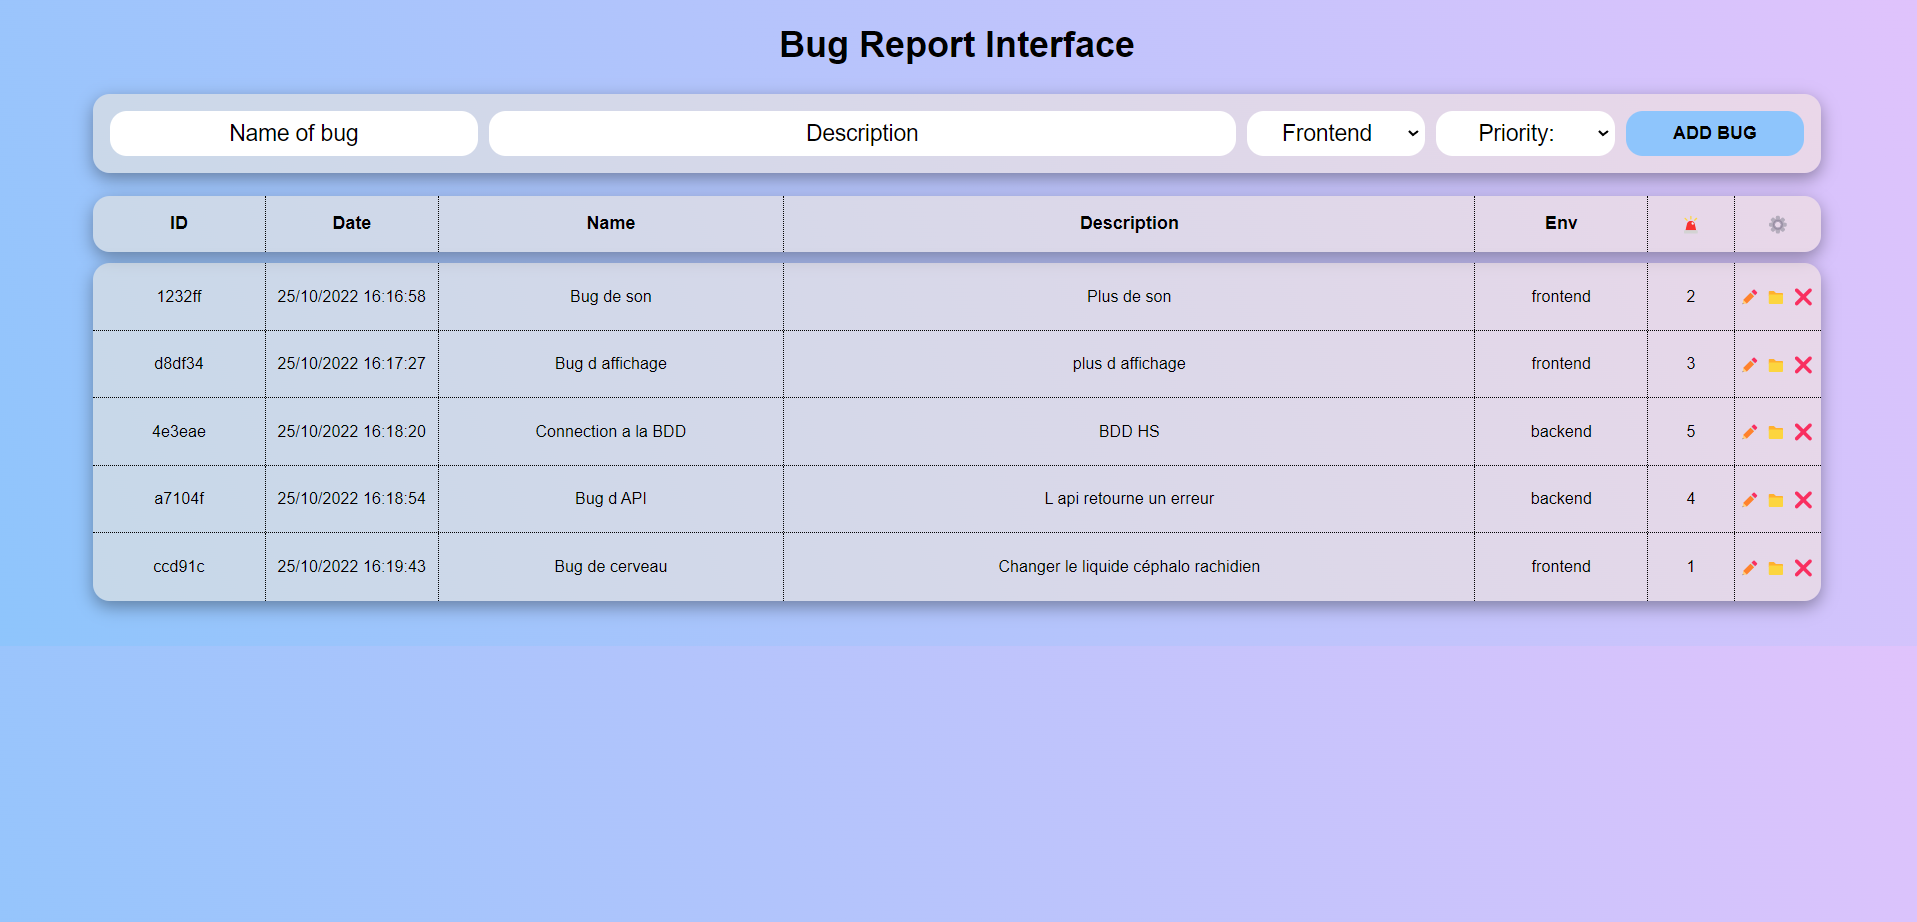 Bug Report Interface
Name of bug Description Frontend Priority: ADD BUG
ID Date Name Description Env
1232ff 25/10/2022 16:16:58 Bug de son Plus de son frontend 2
d8df34 25/10/2022 16:17:27 Bug d affichage plus d affichage frontend 3
4e3eae 25/10/2022 16:18:20 Connection a la BDD BDD HS backend 5
a7104f 25/10/2022 16:18:54 Bug d API L api retourne un erreur backend 4
ccd91c 25/10/2022 16:19:43 Bug de cerveau Changer le liquide céphalo rachidien frontend 1